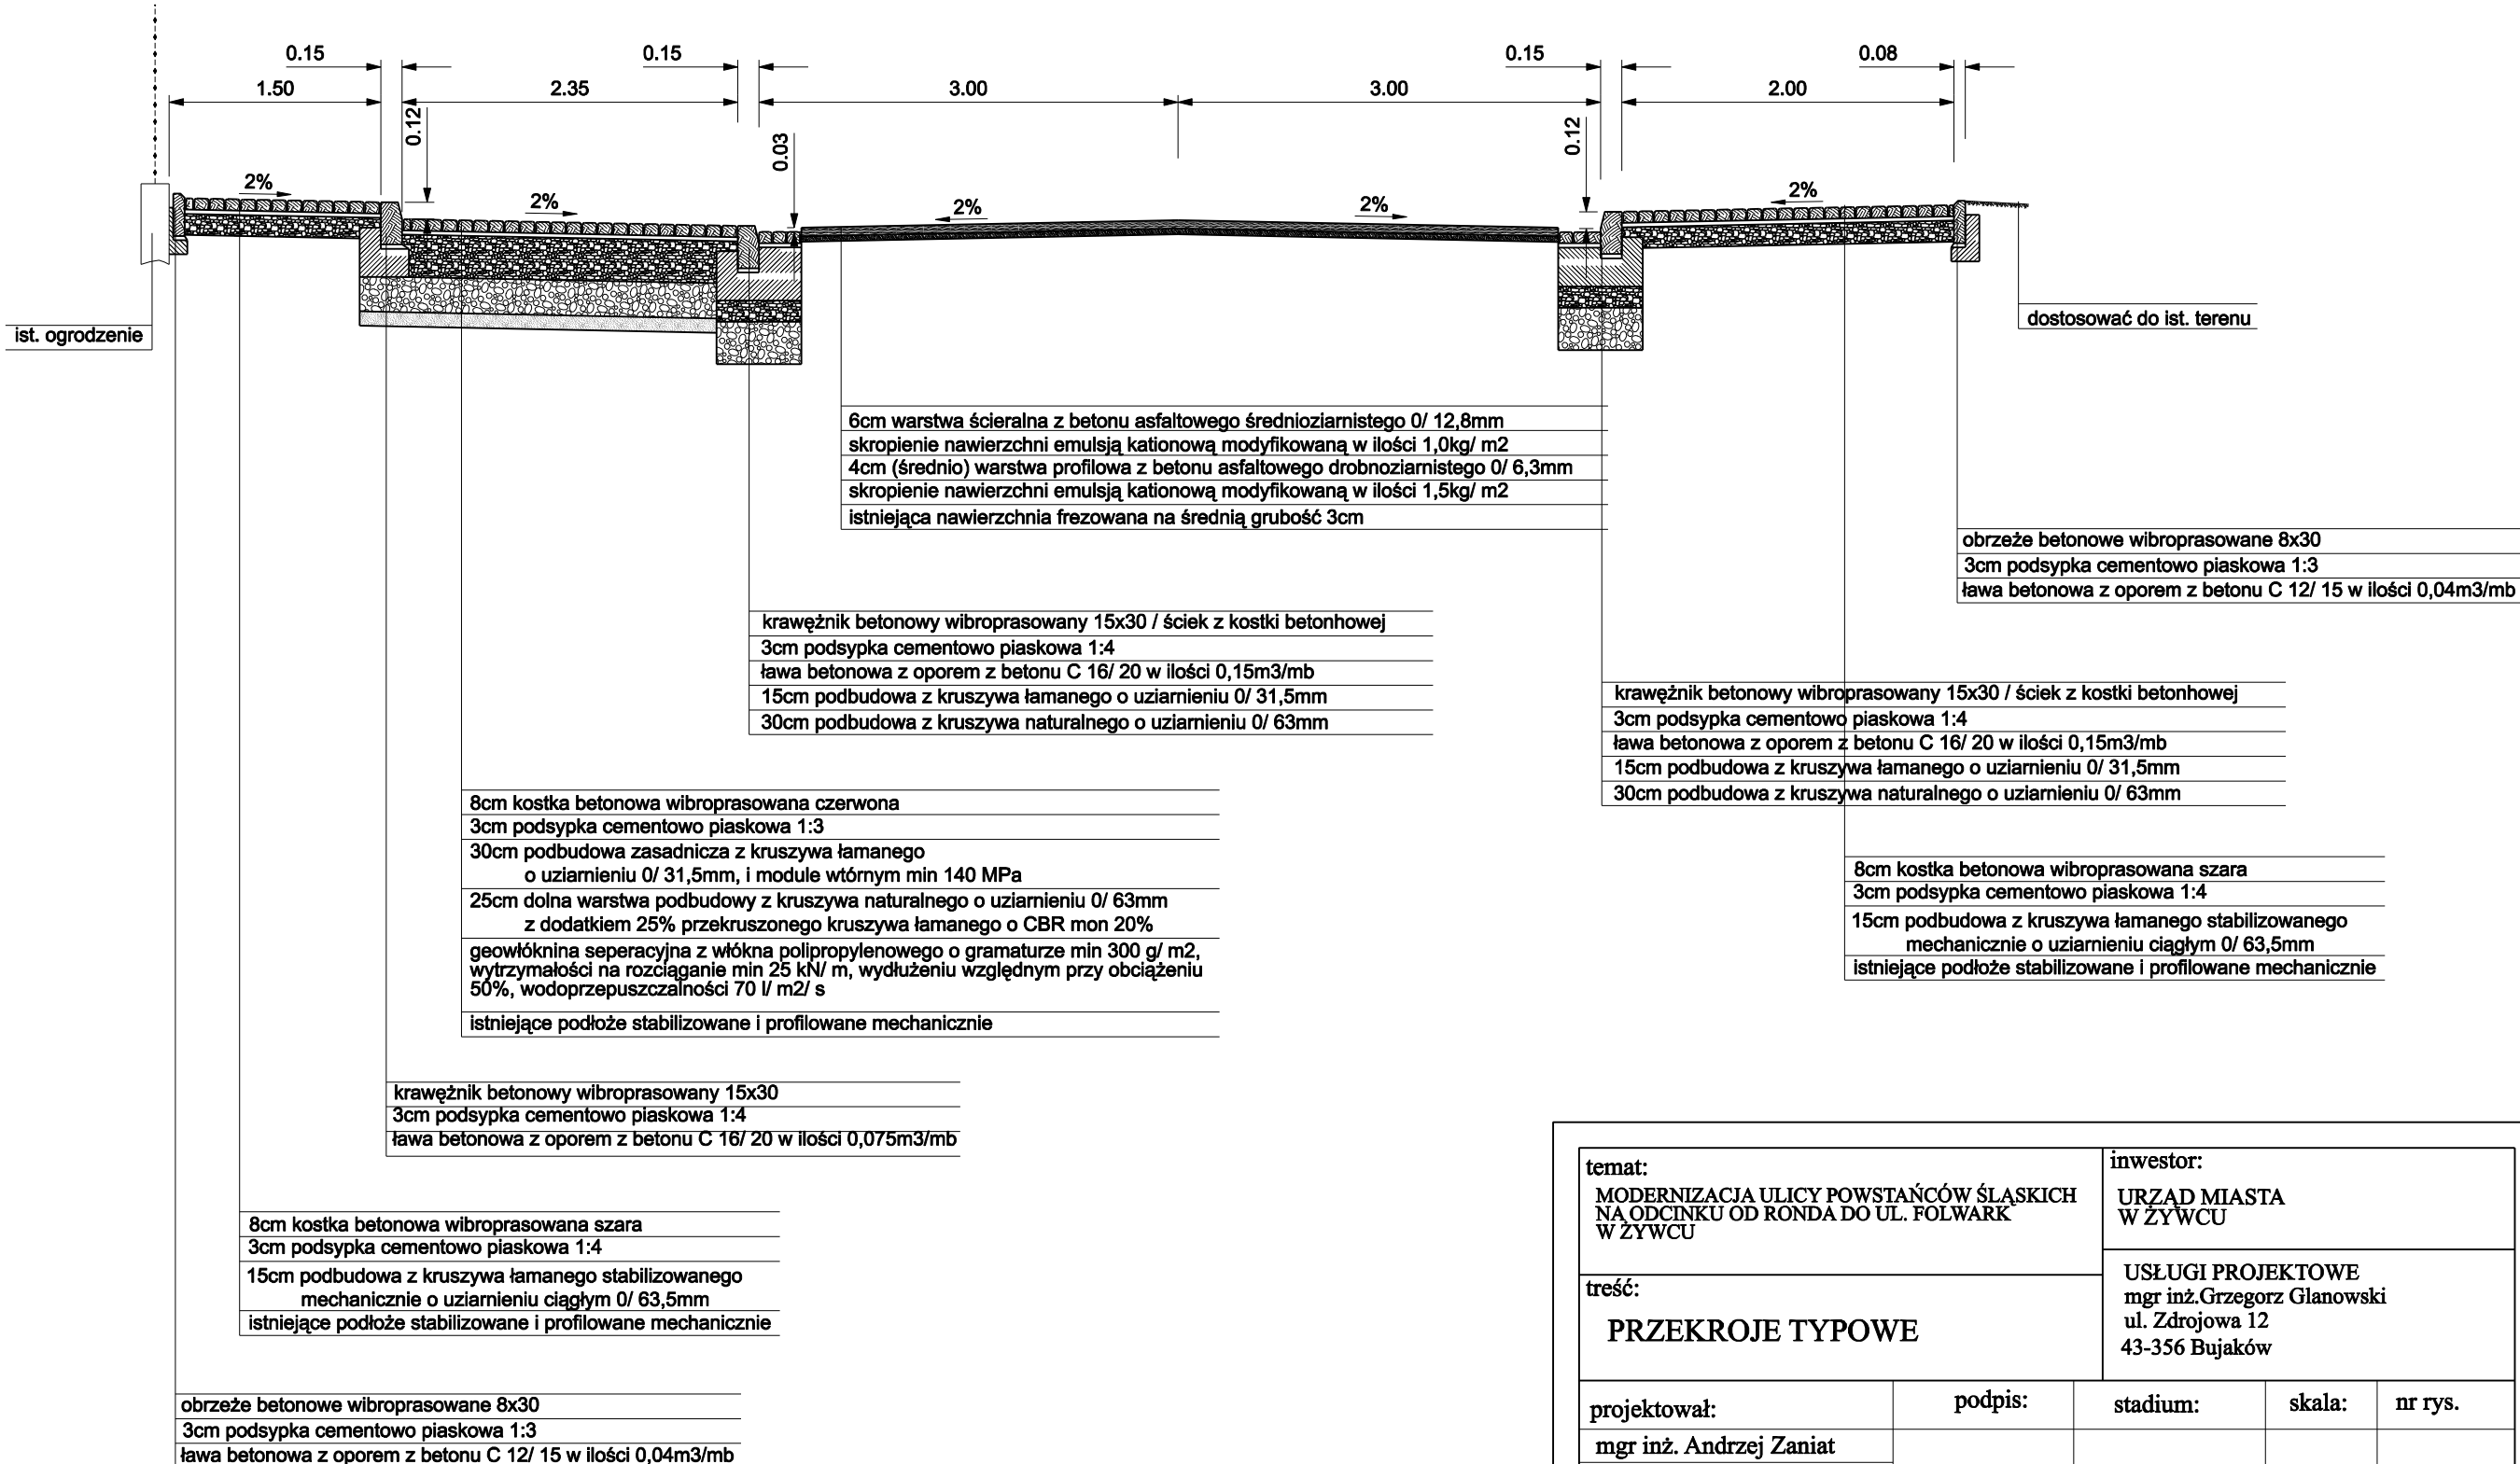 0.15
0.15
0.15
0.08
1.50
2.35
3.00
3.00
2.00
0.12
0.03
0.12
2%
2%
2%
2%
2%
ist. ogrodzenie
dostosować do ist. terenu
6cm warstwa ścieralna z betonu asfaltowego średnioziarnistego 0/ 12,8mm
skropienie nawierzchni emulsją kationową modyfikowaną w ilości 1,0kg/ m2
4cm (średnio) warstwa profilowa z betonu asfaltowego drobnoziarnistego 0/ 6,3mm
skropienie nawierzchni emulsją kationową modyfikowaną w ilości 1,5kg/ m2
istniejąca nawierzchnia frezowana na średnią grubość 3cm
obrzeże betonowe wibroprasowane 8x30
3cm podsypka cementowo piaskowa 1:3
ława betonowa z oporem z betonu C 12/ 15 w ilości 0,04m3/mb
krawężnik betonowy wibroprasowany 15x30 / ściek z kostki betonhowej
3cm podsypka cementowo piaskowa 1:4
ława betonowa z oporem z betonu C 16/ 20 w ilości 0,15m3/mb
15cm podbudowa z kruszywa łamanego o uziarnieniu 0/ 31,5mm
30cm podbudowa z kruszywa naturalnego o uziarnieniu 0/ 63mm
krawężnik betonowy wibroprasowany 15x30 / ściek z kostki betonhowej
3cm podsypka cementowo piaskowa 1:4
ława betonowa z oporem z betonu C 16/ 20 w ilości 0,15m3/mb
15cm podbudowa z kruszywa łamanego o uziarnieniu 0/ 31,5mm
30cm podbudowa z kruszywa naturalnego o uziarnieniu 0/ 63mm
8cm kostka betonowa wibroprasowana czerwona
3cm podsypka cementowo piaskowa 1:3
30cm podbudowa zasadnicza z kruszywa łamanego
o uziarnieniu 0/ 31,5mm, i module wtórnym min 140 MPa
25cm dolna warstwa podbudowy z kruszywa naturalnego o uziarnieniu 0/ 63mm
z dodatkiem 25% przekruszonego kruszywa łamanego o CBR mon 20%
geowłóknina seperacyjna z włókna polipropylenowego o gramaturze min 300 g/ m2,
wytrzymałości na rozciąganie min 25 kN/ m, wydłużeniu względnym przy obciążeniu
50%, wodoprzepuszczalności 70 l/ m2/ s
istniejące podłoże stabilizowane i profilowane mechanicznie
8cm kostka betonowa wibroprasowana szara
3cm podsypka cementowo piaskowa 1:4
15cm podbudowa z kruszywa łamanego stabilizowanego
mechanicznie o uziarnieniu ciągłym 0/ 63,5mm
istniejące podłoże stabilizowane i profilowane mechanicznie
krawężnik betonowy wibroprasowany 15x30
3cm podsypka cementowo piaskowa 1:4
ława betonowa z oporem z betonu C 16/ 20 w ilości 0,075m3/mb
8cm kostka betonowa wibroprasowana szara
3cm podsypka cementowo piaskowa 1:4
15cm podbudowa z kruszywa łamanego stabilizowanego
mechanicznie o uziarnieniu ciągłym 0/ 63,5mm
istniejące podłoże stabilizowane i profilowane mechanicznie
obrzeże betonowe wibroprasowane 8x30
3cm podsypka cementowo piaskowa 1:3
ława betonowa z oporem z betonu C 12/ 15 w ilości 0,04m3/mb
temat:
MODERNIZACJA ULICY POWSTAŃCÓW ŚLĄSKICH
NA ODCINKU OD RONDA DO UL. FOLWARK
W ŻYWCU
inwestor:
URZĄD MIASTA
W ŻYWCU
treść:
PRZEKROJE TYPOWE
USŁUGI PROJEKTOWE
mgr inż.Grzegorz Glanowski
ul. Zdrojowa 12
43-356 Bujaków
projektował:
podpis:
stadium:
skala:
nr rys.
mgr inż. Andrzej Zaniat